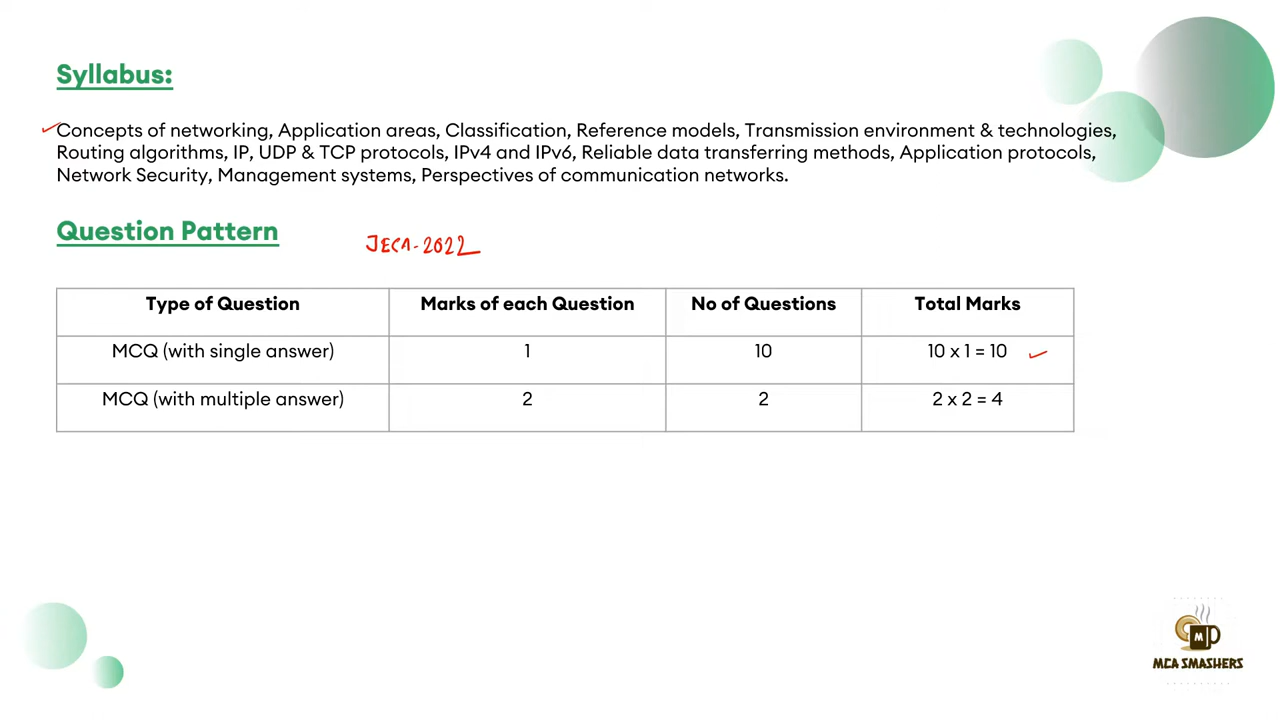 Syllabus:
Concepts of networking, Application areas, Classification, Reference models, Transmission environment & technologies,
Routing algorithms, IP, UDP & TCP protocols, IPv4 and IPv6, Reliable data transferring methods, Application protocols,
Network Security, Management systems, Perspectives of communication networks.
Question Pattern
JECA-2022
Type of Question Marks of each Question No of Questions Total Marks
MCQ (with single answer) 1 10 10 x 1 = 10
MCQ (with multiple answer) 2 2 2 x 2 = 4
M
MCA SMASHERS